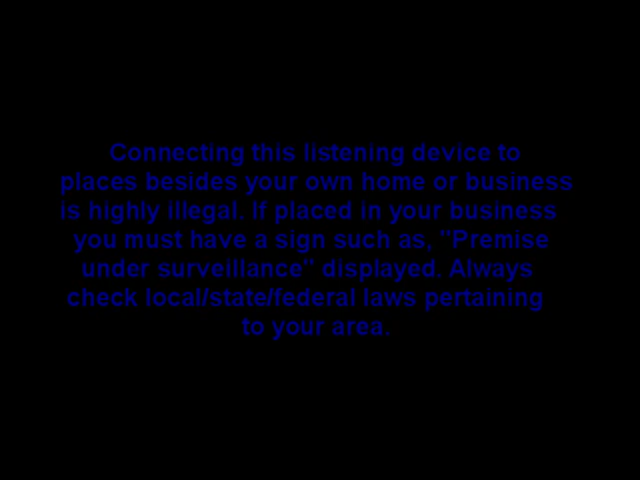 Connecting this listening device to
places besides your own home or business
is highly illegal. If placed in your business
you must have a sign such as, "Premise
under surveillance" displayed. Always
check local/state/federal laws pertaining
to your area.